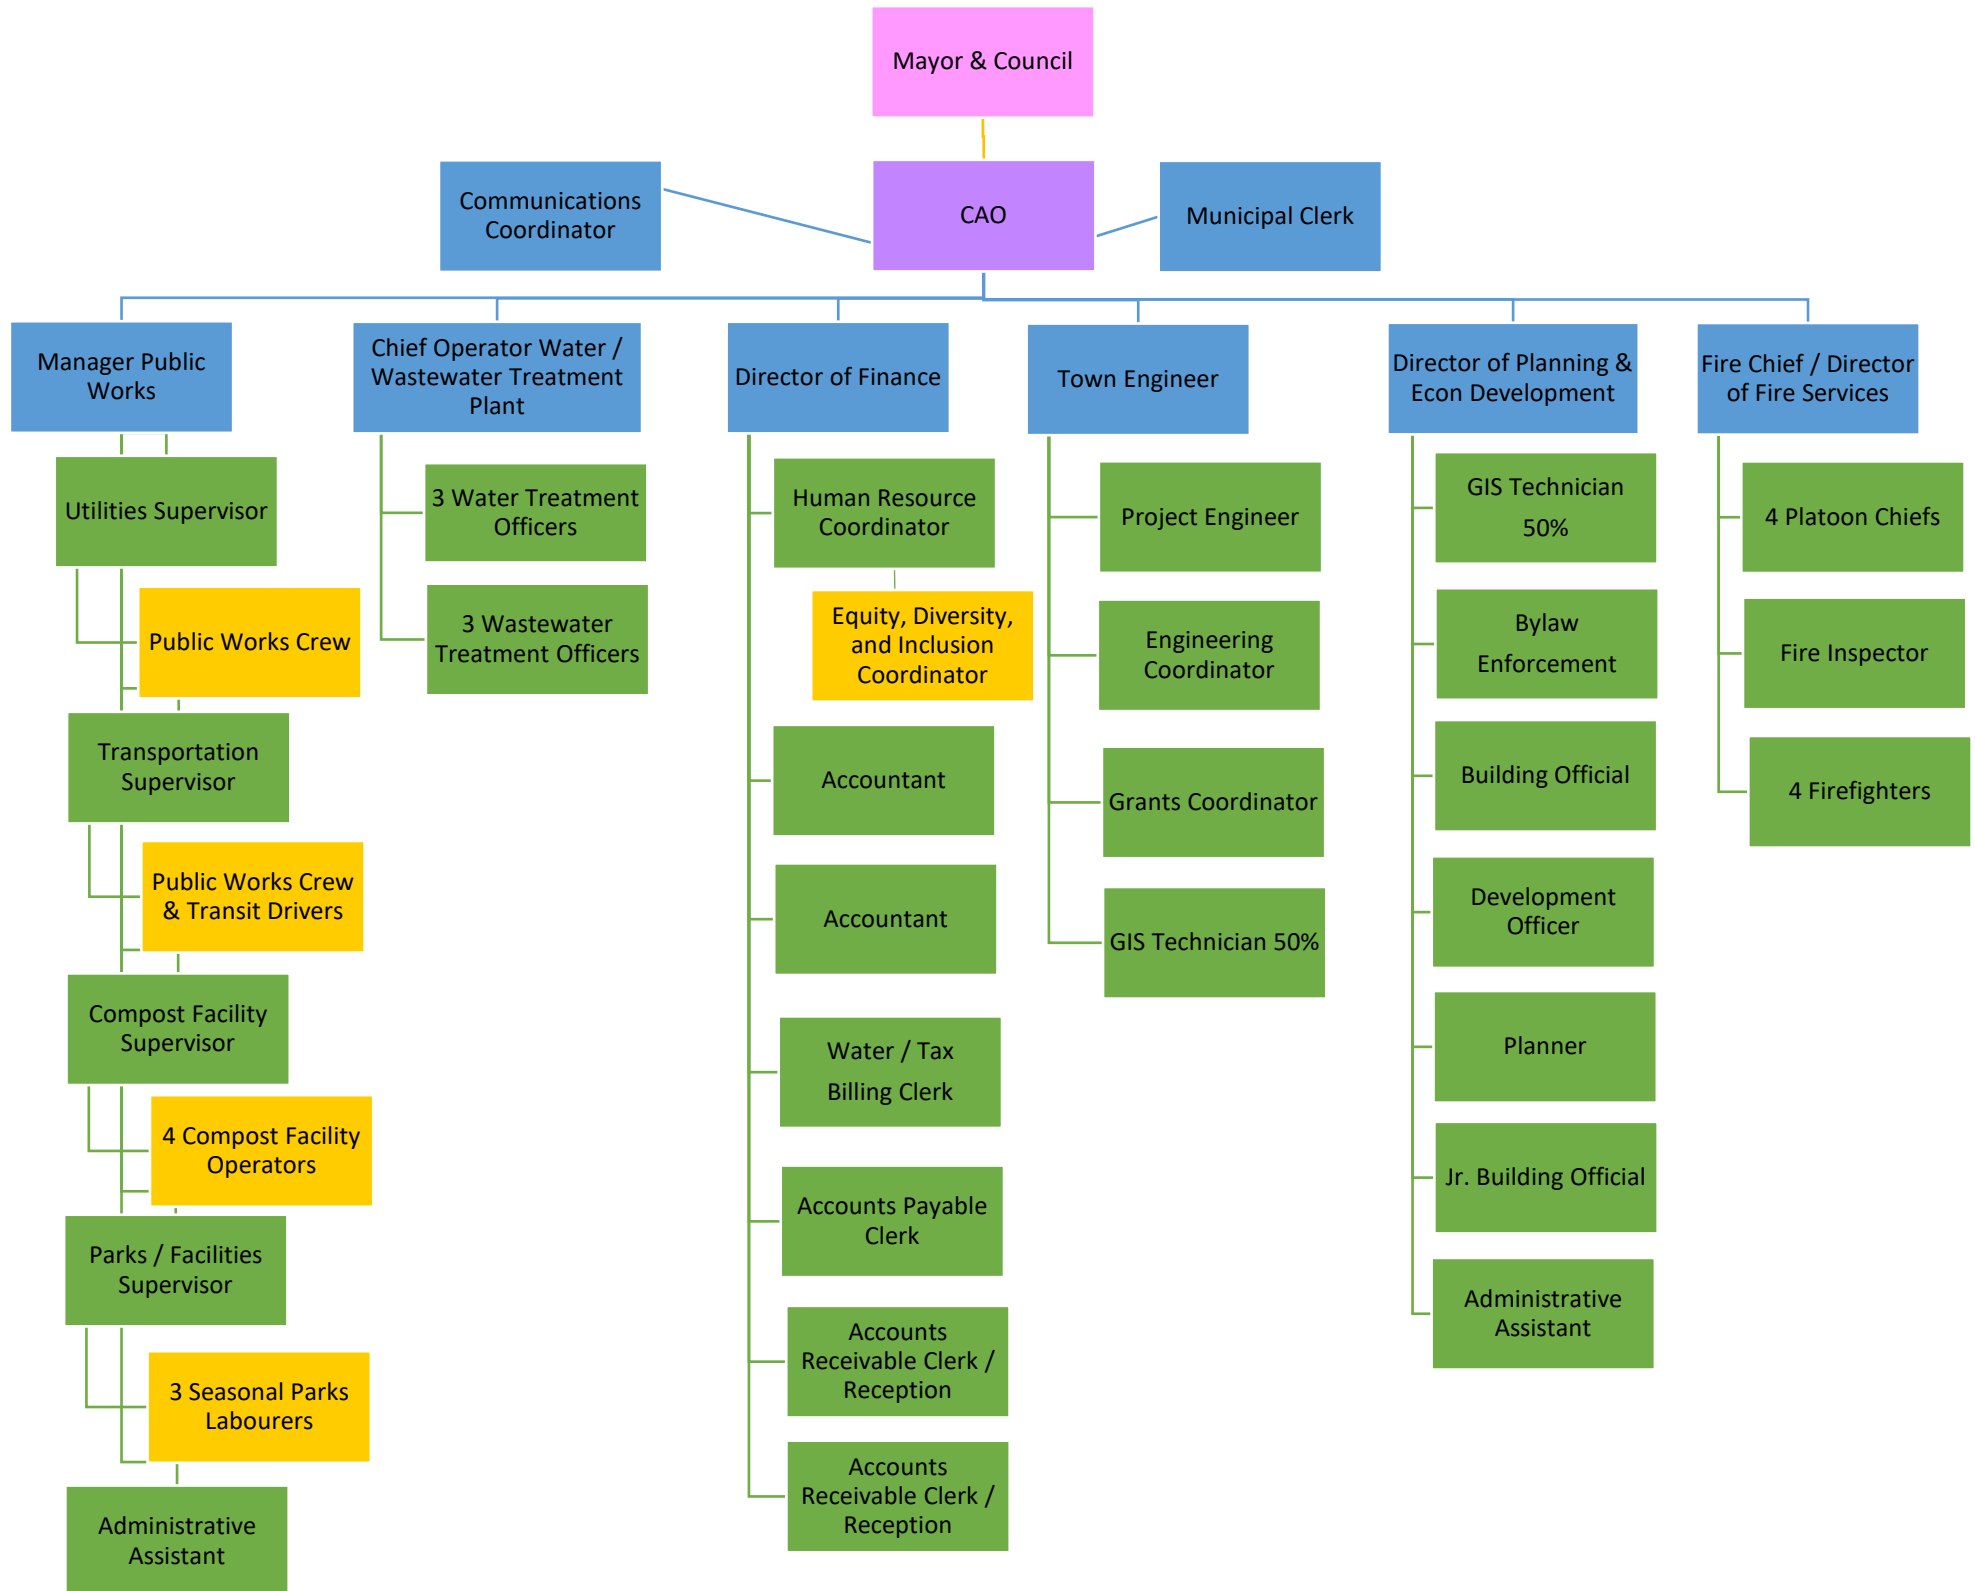 Mayor & Council
Communications
Coordinator
CAO
Municipal Clerk
Manager Public
Works
Chief Operator Water /
Wastewater Treatment
Plant
Director of Finance
Town Engineer
Director of Planning &
Econ Development
Fire Chief / Director
of Fire Services
Utilities Supervisor
Public Works Crew
Transportation
Supervisor
Public Works Crew
& Transit Drivers
Compost Facility
Supervisor
4 Compost Facility
Operators
Parks / Facilities
Supervisor
3 Seasonal Parks
Labourers
Administrative
Assistant
3 Water Treatment
Officers
3 Wastewater
Treatment Officers
Human Resource
Coordinator
Equity, Diversity,
and Inclusion
Coordinator
Accountant
Accountant
Water / Tax
Billing Clerk
Accounts Payable
Clerk
Accounts
Receivable Clerk /
Reception
Accounts
Receivable Clerk /
Reception
Project Engineer
Engineering
Coordinator
Grants Coordinator
GIS Technician 50%
GIS Technician
50%
Bylaw
Enforcement
Building Official
Development
Officer
Planner
Jr. Building Official
Administrative
Assistant
4 Platoon Chiefs
Fire Inspector
4 Firefighters